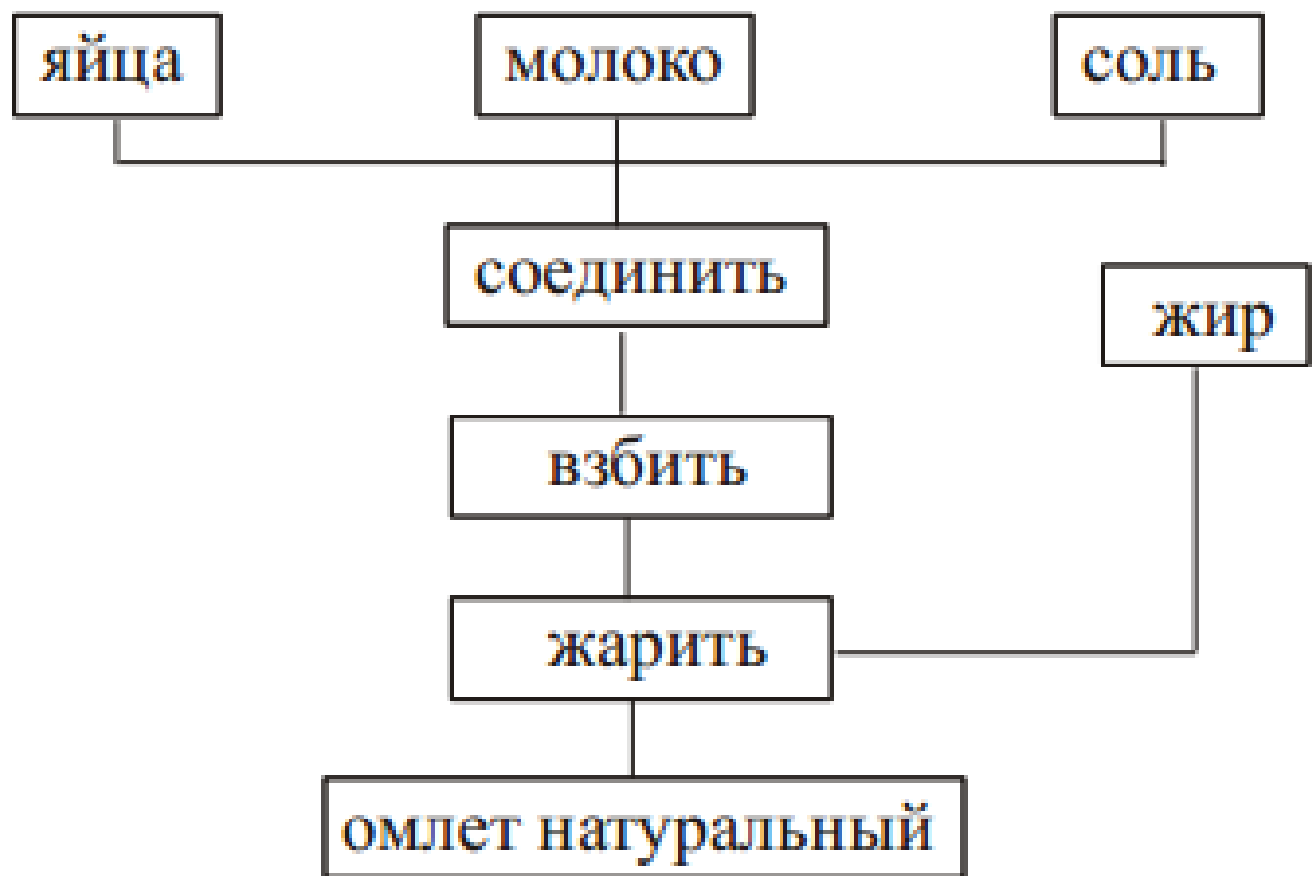 яйца
молоко
соль
соединить
жир
взбить
жарить
омлет натуральный